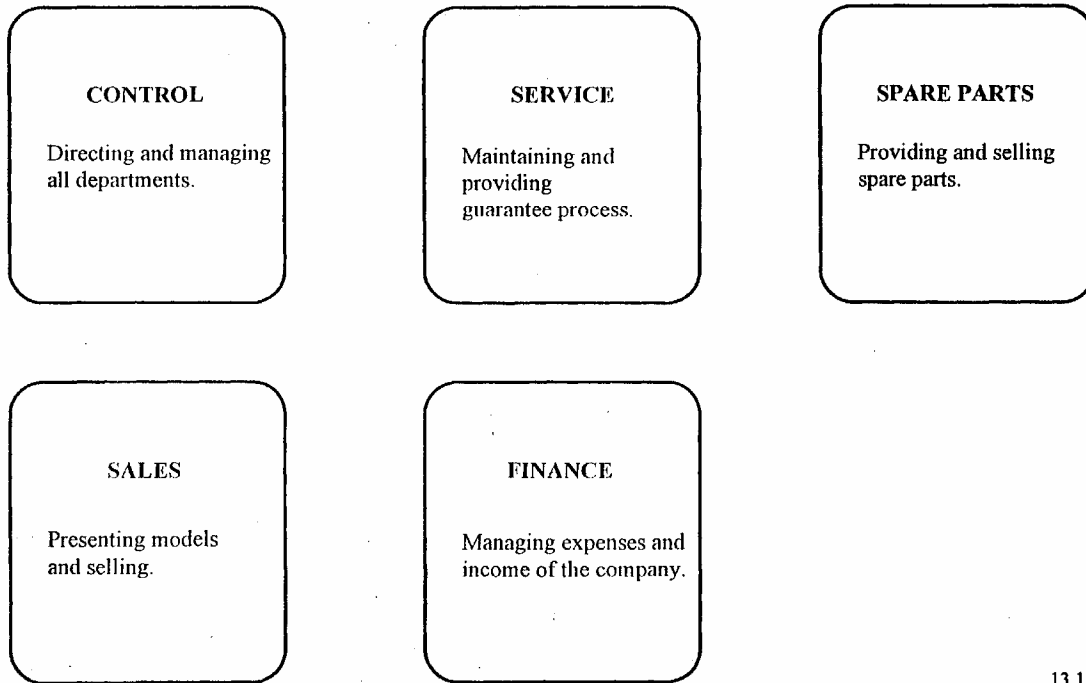 CONTROL
Directing and managing
all departments.
SERVICE
Maintaining and
providing
guarantee process.
SPARE PARTS
Providing and selling
spare parts.
SALES
Presenting models
and selling.
FINANCE
Managing expenses and
income of the company.
13.1